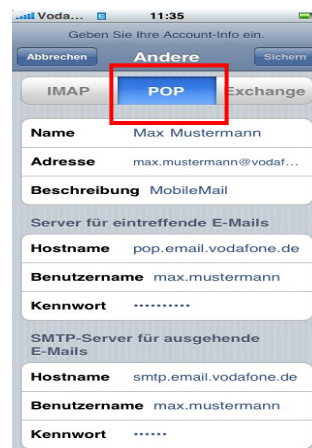 Voda... E 11:35
Geben Sie Ihre Account-Info ein.
Abbrechen Andere Sichern
IMAP POP Exchange
Name Max Mustermann
Adresse max.mustermann@vodaf...
Beschreibung MobileMail
Server für eintreffende E-Mails
Hostname pop.email.vodafone.de
Benutzername max.mustermann
Kennwort ••••••••••
SMTP-Server für ausgehende
E-Mails
Hostname smtp.email.vodafone.de
Benutzername max.mustermann
Kennwort ••••••